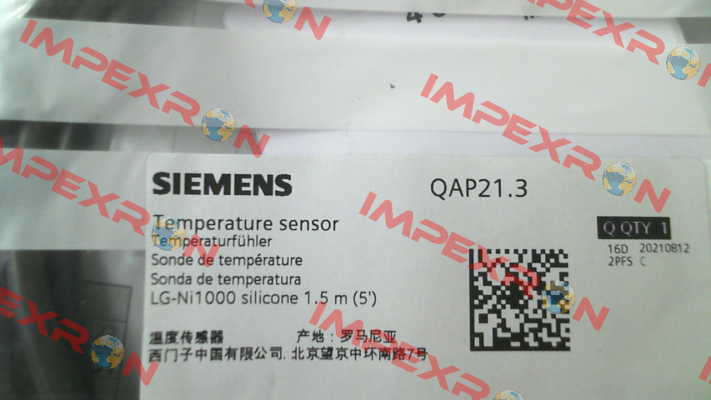 SIEMENS
QAP21.3
Temperature sensor
Temperaturfühler
Sonde de température
Sonda de temperatura
LG-Ni1000 silicone 1.5 m (5')
Q QTY 1
16D 20210812
2PFS C
温度传感器 产地: 罗马尼亚
西门子中国有限公司. 北京望京中环南路7号
IMPEXRON
IMPEXRON
IMPEXRON
IMPEXRON
IMPEXRON
IMPEXRON